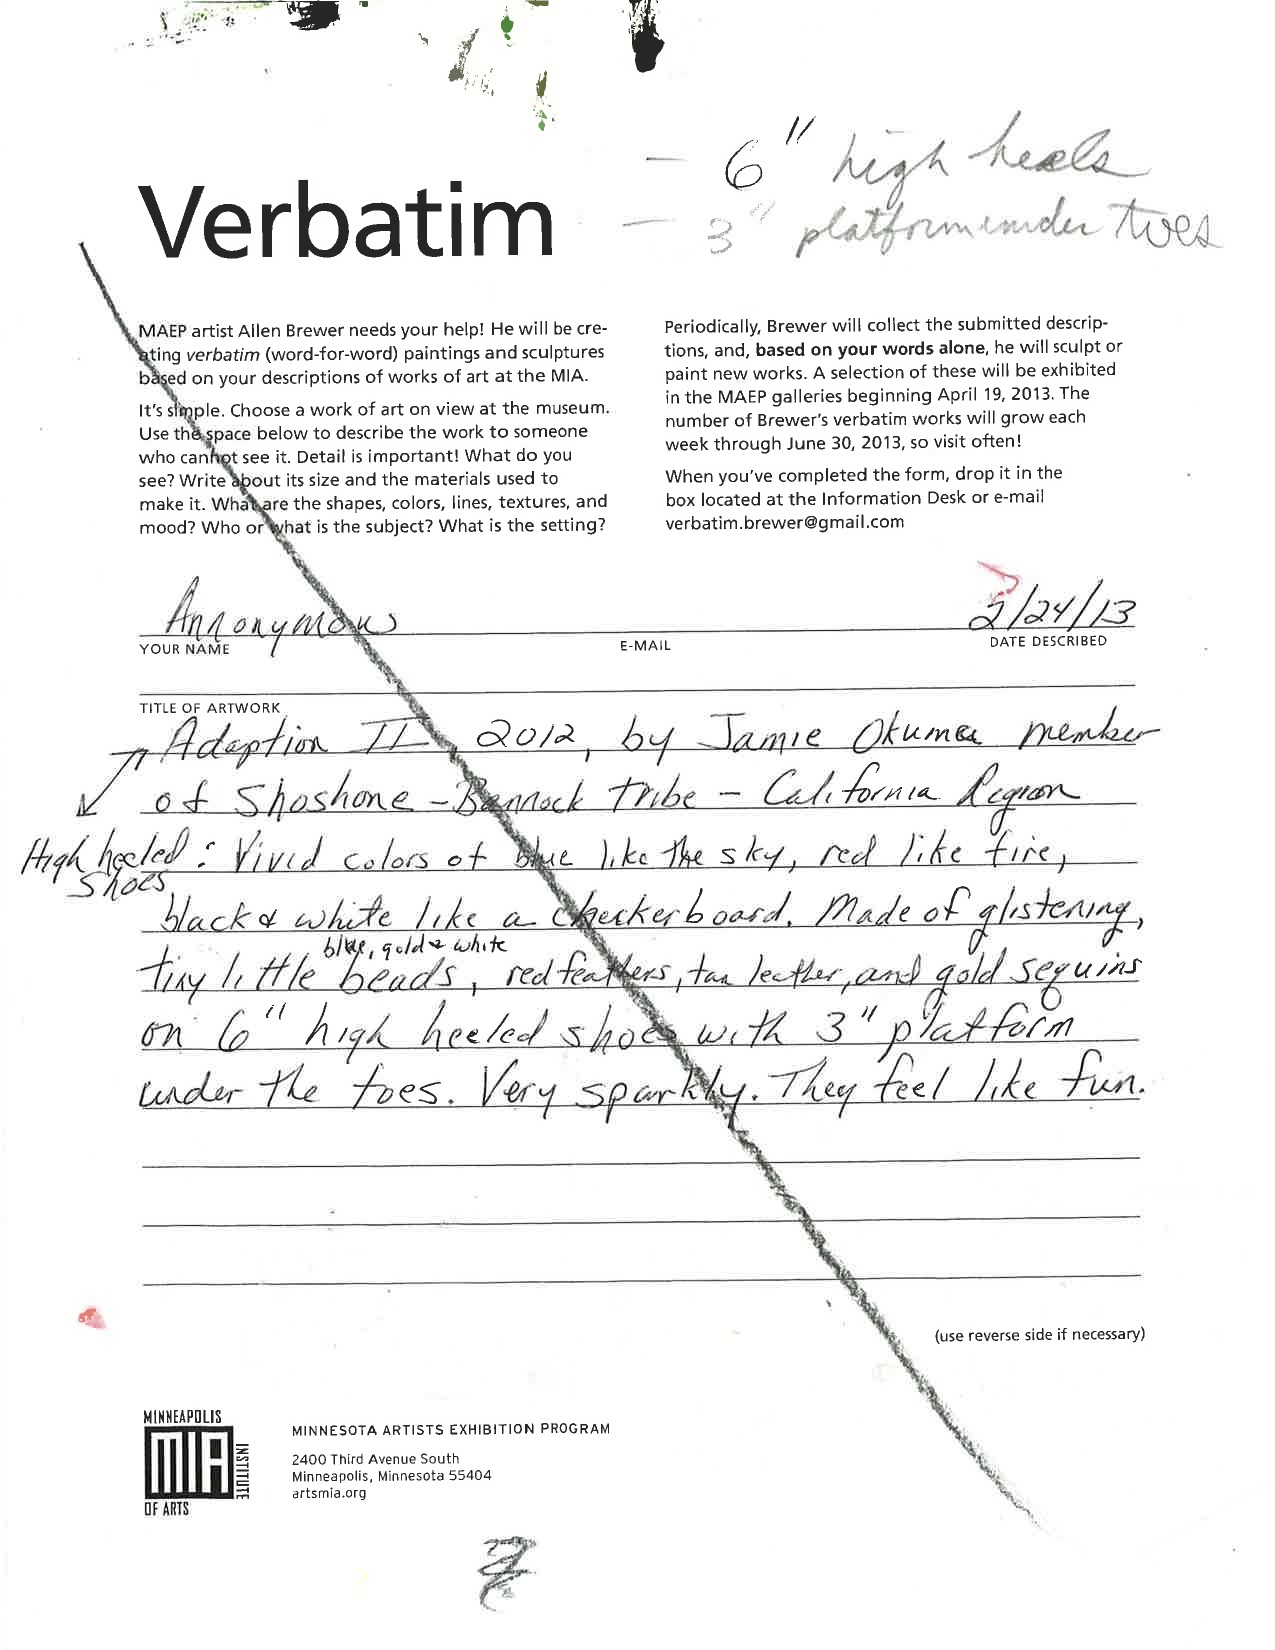 — 6" high heels
— 3" platform under toes
Verbatim
MAEP artist Allen Brewer needs your help! He will be cre-
ating verbatim (word-for-word) paintings and sculptures
based on your descriptions of works of art at the MIA.
It's simple. Choose a work of art on view at the museum.
Use the space below to describe the work to someone
who cannot see it. Detail is important! What do you
see? Write about its size and the materials used to
make it. What are the shapes, colors, lines, textures, and
mood? Who or what is the subject? What is the setting?
Periodically, Brewer will collect the submitted descrip-
tions, and, based on your words alone, he will sculpt or
paint new works. A selection of these will be exhibited
in the MAEP galleries beginning April 19, 2013. The
number of Brewer's verbatim works will grow each
week through June 30, 2013, so visit often!
When you've completed the form, drop it in the
box located at the Information Desk or e-mail
verbatim.brewer@gmail.com
Annonymous 2/24/13
YOUR NAME E-MAIL DATE DESCRIBED
TITLE OF ARTWORK
Adaption II, 2012, by Jamie Okuma member
of Shoshone - Bannock Tribe - California Region
High heeled shoes : Vivid colors of blue like the sky, red like fire,
black & white like a checkerboard. Made of glistening,
blue, gold & white
tiny little beads, red feathers, tan leather, and gold sequins
on 6" high heeled shoes with 3" platform
under the toes. Very sparkly. They feel like fun.
(use reverse side if necessary)
MINNEAPOLIS
MIA
INSTITUTE
OF ARTS
MINNESOTA ARTISTS EXHIBITION PROGRAM
2400 Third Avenue South
Minneapolis, Minnesota 55404
artsmia.org